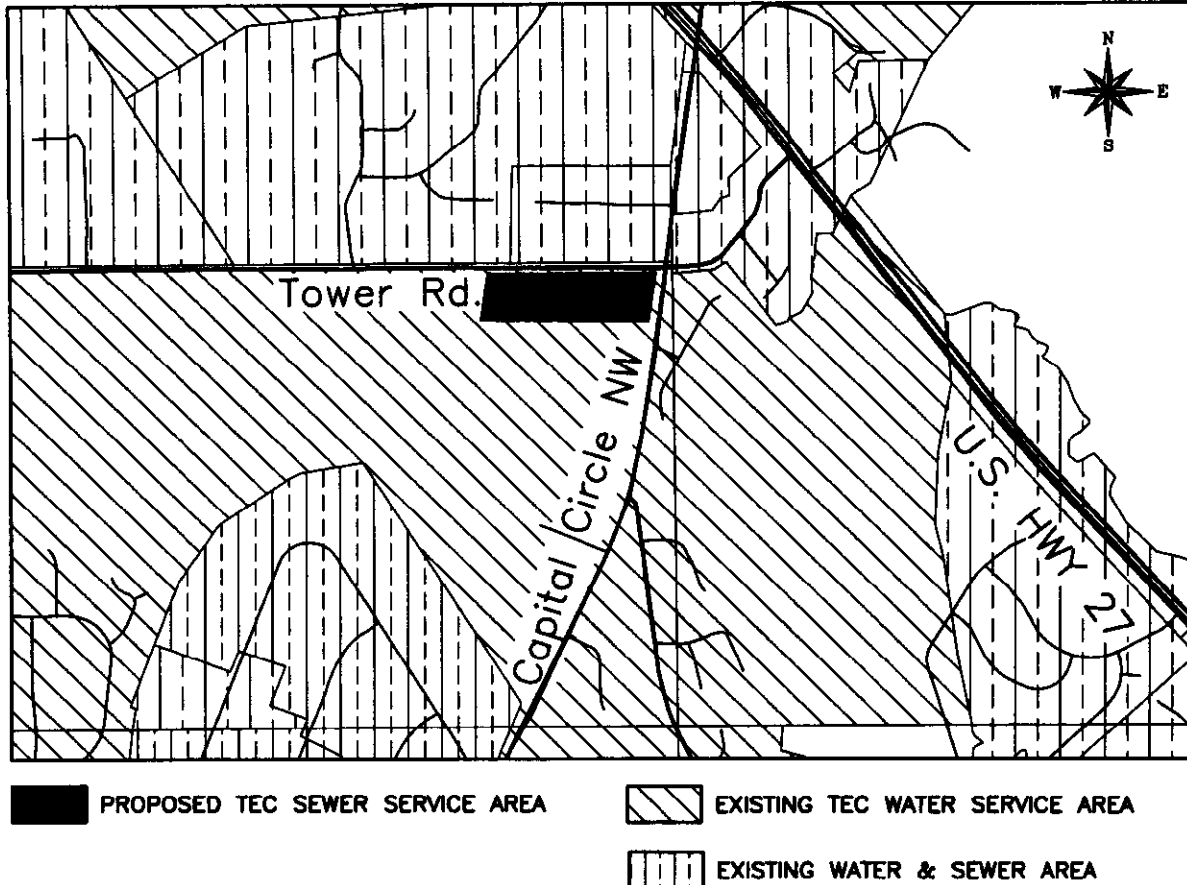 N
W E
S
Tower Rd.
Capital Circle NW
U.S. HWY 27
PROPOSED TEC SEWER SERVICE AREA
EXISTING TEC WATER SERVICE AREA
EXISTING WATER & SEWER AREA